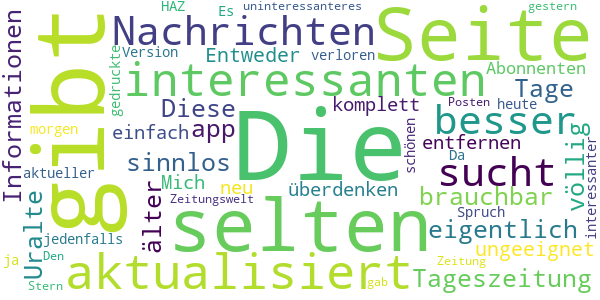 HAZ
Es
uninteressanteres
gestern
Nachrichten
Seite
Version
Entweder
verloren
Informationen
gibt
gedruckte
interessanten
Abonnenten
Diese
komplett
Tage
Die
app
Posten
heute
besser
morgen
einfach
entfernen
völlig
interessanter
schönen
sinnlos
Da
sucht
aktueller
Mich
neu
überdenken
brauchbar
Uralte
älter
Zeitungswelt
selten
Spruch
eigentlich
jedenfalls
ungeeignet
ja
Den
aktualisiert
Zeitung
Stern
gab
Tageszeitung